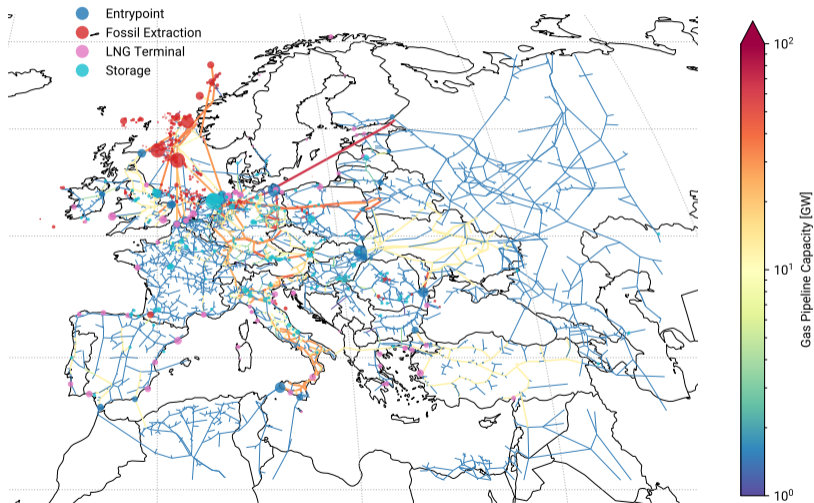 Entrypoint
Fossil Extraction
LNG Terminal
Storage
10²
10¹
10⁰
Gas Pipeline Capacity [GW]